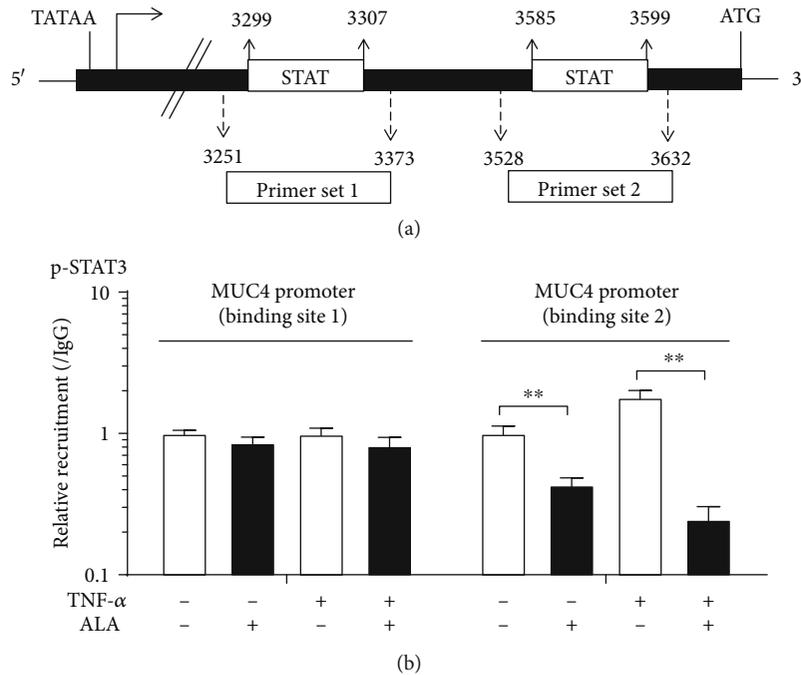 TATAA 3299 3307 3585 3599 ATG
5′ STAT STAT 3
3251 3373 3528 3632
Primer set 1 Primer set 2
(a)
p-STAT3
MUC4 promoter
(binding site 1)
MUC4 promoter
(binding site 2)
Relative recruitment (/IgG)
10
1
0.1
** **
TNF-α – – + + – – + +
ALA – + – + – + – +
(b)